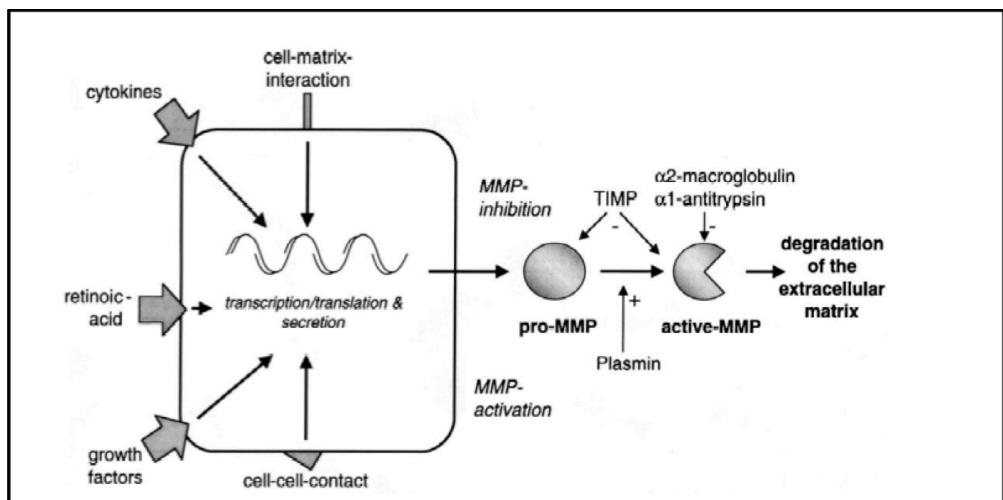 cell-matrix-
interaction
cytokines
MMP-
inhibition
TIMP
α2-macroglobulin
α1-antitrypsin
-
-
degradation
of the
extracellular
matrix
retinoic-
acid
transcription/translation &
secretion
pro-MMP
+
active-MMP
Plasmin
MMP-
activation
growth
factors
cell-cell-contact